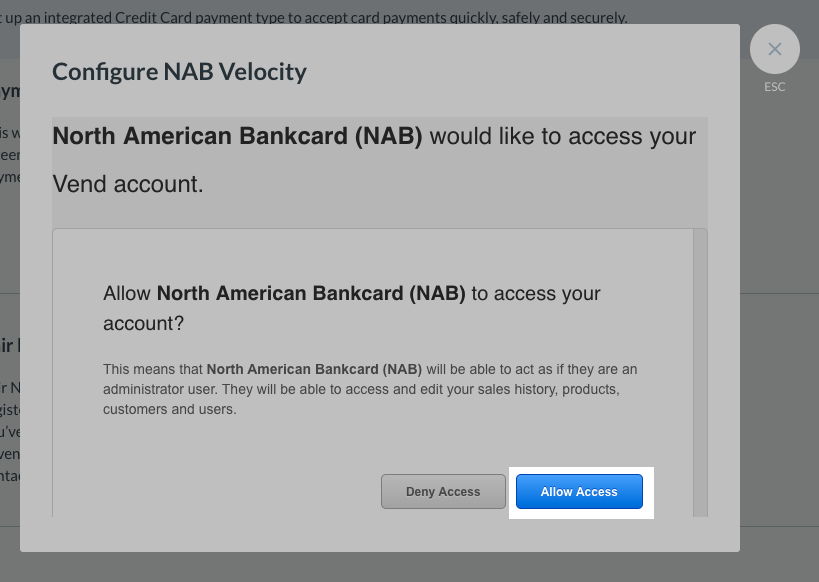 up an integrated Credit Card payment type to accept card payments quickly, safely and securely.
Configure NAB Velocity
ESC
North American Bankcard (NAB) would like to access your
Vend account.
Allow North American Bankcard (NAB) to access your
account?
This means that North American Bankcard (NAB) will be able to act as if they are an
administrator user. They will be able to access and edit your sales history, products,
customers and users.
Deny Access
Allow Access